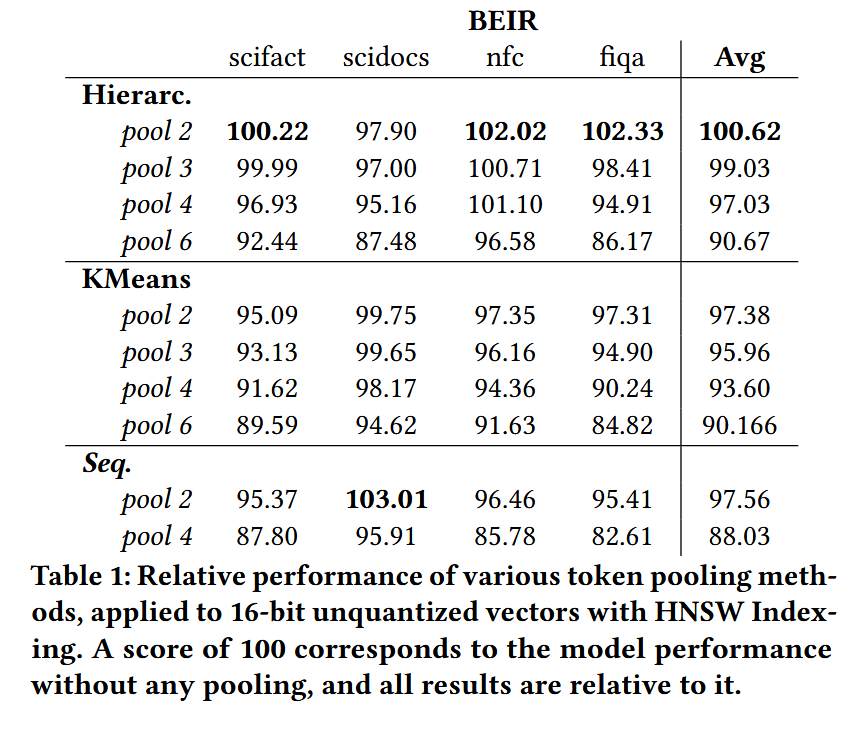 BEIR
scifact scidocs nfc fiqa Avg
Hierarc.
pool 2 100.22 97.90 102.02 102.33 100.62
pool 3 99.99 97.00 100.71 98.41 99.03
pool 4 96.93 95.16 101.10 94.91 97.03
pool 6 92.44 87.48 96.58 86.17 90.67
KMeans
pool 2 95.09 99.75 97.35 97.31 97.38
pool 3 93.13 99.65 96.16 94.90 95.96
pool 4 91.62 98.17 94.36 90.24 93.60
pool 6 89.59 94.62 91.63 84.82 90.166
Seq.
pool 2 95.37 103.01 96.46 95.41 97.56
pool 4 87.80 95.91 85.78 82.61 88.03
Table 1: Relative performance of various token pooling meth-
ods, applied to 16-bit unquantized vectors with HNSW Index-
ing. A score of 100 corresponds to the model performance
without any pooling, and all results are relative to it.